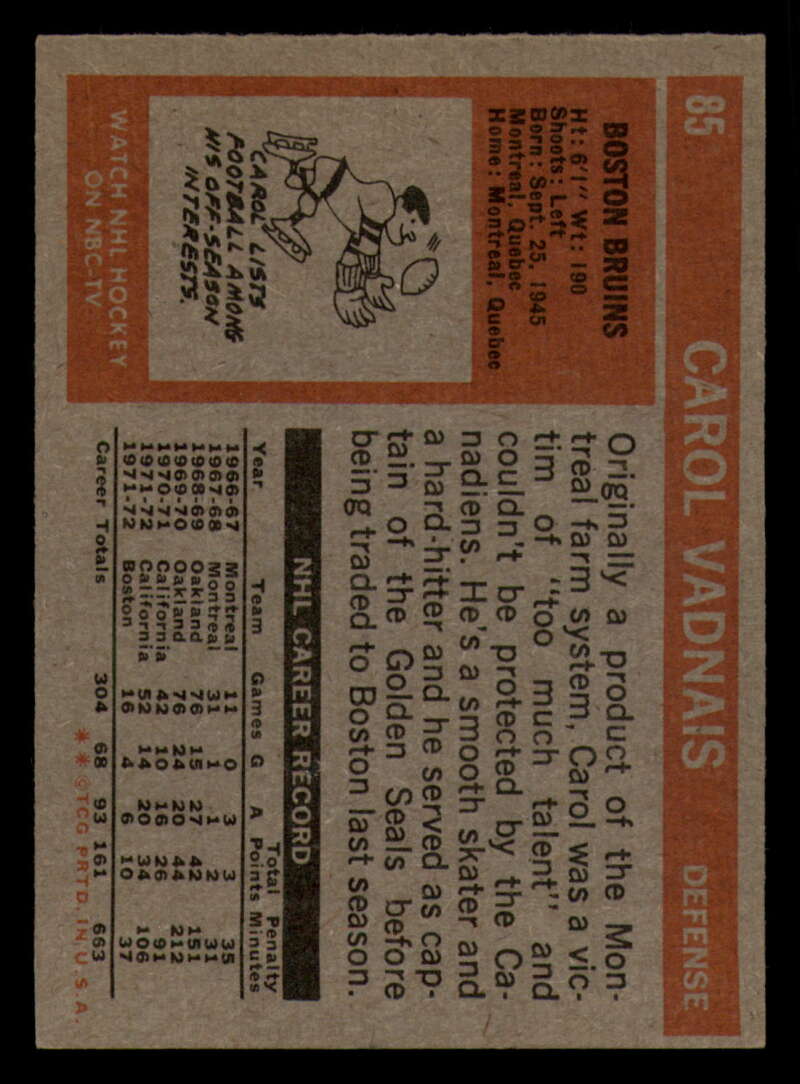 85 CAROL VADNAIS DEFENSE
BOSTON BRUINS
Ht: 6'1" Wt: 190
Shoots: Left
Born: Sept. 25, 1945
Montreal, Quebec
Home: Montreal, Quebec
CAROL LISTS
FOOTBALL AMONG
HIS OFF-SEASON
INTERESTS.
WATCH NHL HOCKEY
ON NBC-TV
Originally a product of the Mon-
treal farm system, Carol was a vic-
tim of "too much talent" and
couldn't be protected by the Ca-
nadiens. He's a smooth skater and
a hard-hitter and he served as cap-
tain of the Golden Seals before
being traded to Boston last season.
NHL CAREER RECORD
Total Penalty
Year Team Games G A Points Minutes
1966-67 Montreal 11 0 3 3 35
1967-68 Montreal 31 1 1 2 31
1968-69 Oakland 76 15 27 42 151
1969-70 Oakland 76 24 20 44 212
1970-71 California 42 10 16 26 91
1971-72 California 52 14 20 34 106
1971-72 Boston 16 4 6 10 37
Career Totals 304 68 93 161 663
* * © TCG PRTD. IN U.S.A.